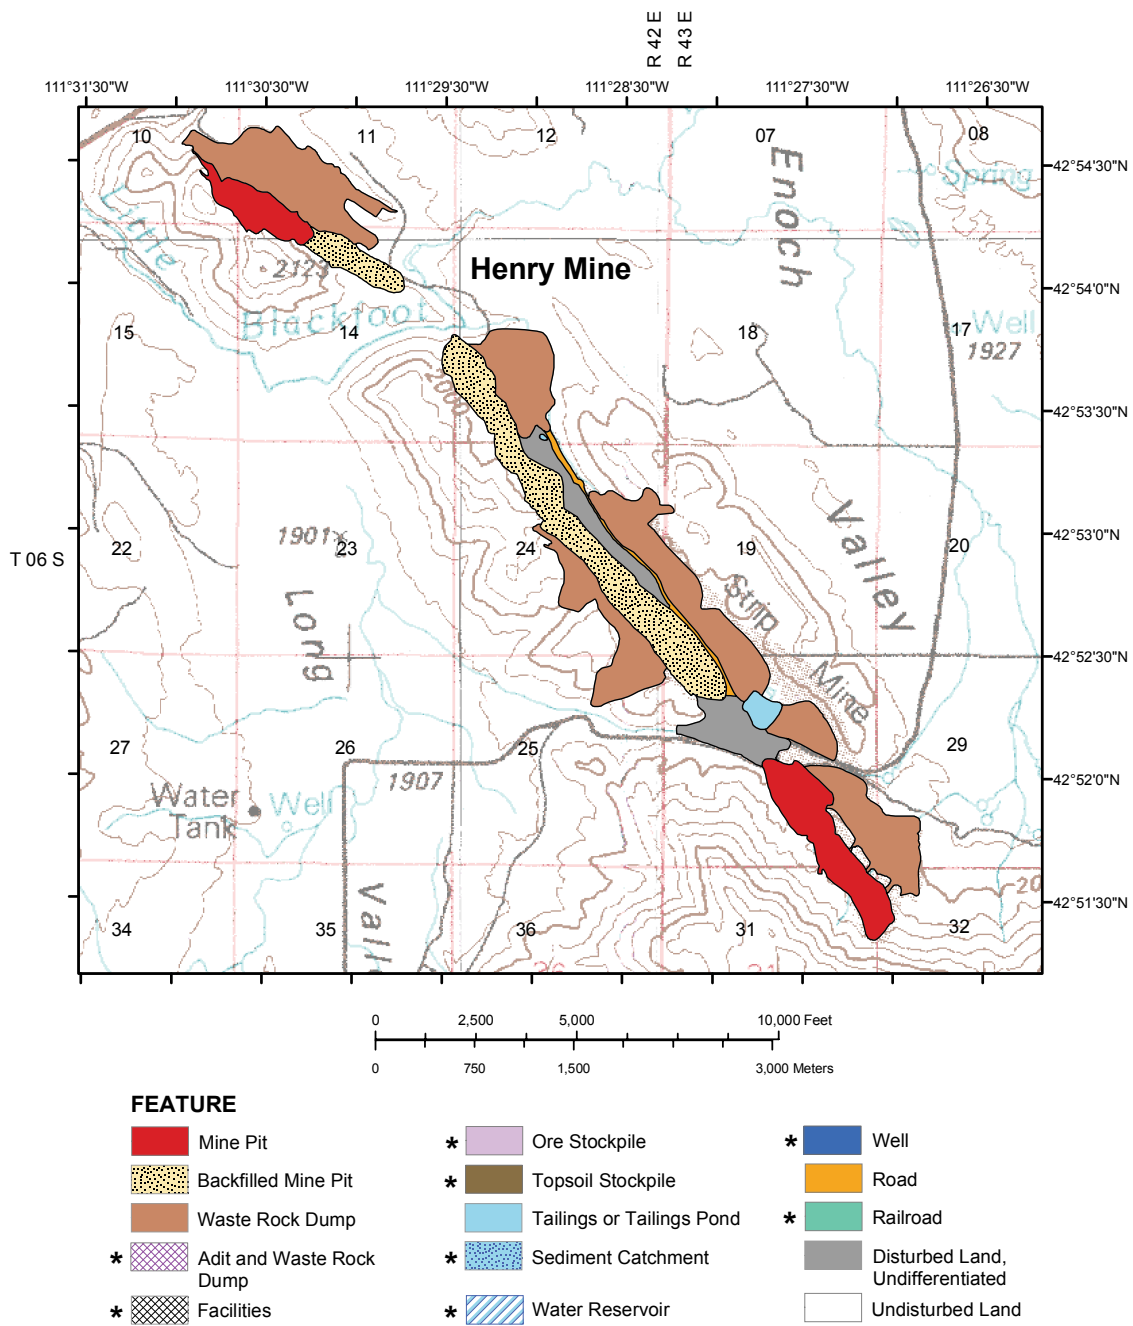 R 42 E
R 43 E
111°31'30"W 111°30'30"W 111°29'30"W 111°28'30"W 111°27'30"W 111°26'30"W
10 11 12 07 08
42°54'30"N
Spring
Enoch
Little
2123
Henry Mine
42°54'0"N
Blackfoot
15 14 18 17
Well
1927
2000
42°53'30"N
Valley
1901
22 23 24 19 20
42°53'0"N
T 06 S
Long
Strip
Mine
42°52'30"N
27 26 25 29
1907
42°52'0"N
Water
Tank
Well
Vall
20
42°51'30"N
34 35 36 31 32
0 2,500 5,000 10,000 Feet
0 750 1,500 3,000 Meters
FEATURE
Mine Pit
Backfilled Mine Pit
Waste Rock Dump
* Adit and Waste Rock
Dump
* Facilities
* Ore Stockpile
* Topsoil Stockpile
Tailings or Tailings Pond
* Sediment Catchment
* Water Reservoir
* Well
Road
* Railroad
Disturbed Land,
Undifferentiated
Undisturbed Land